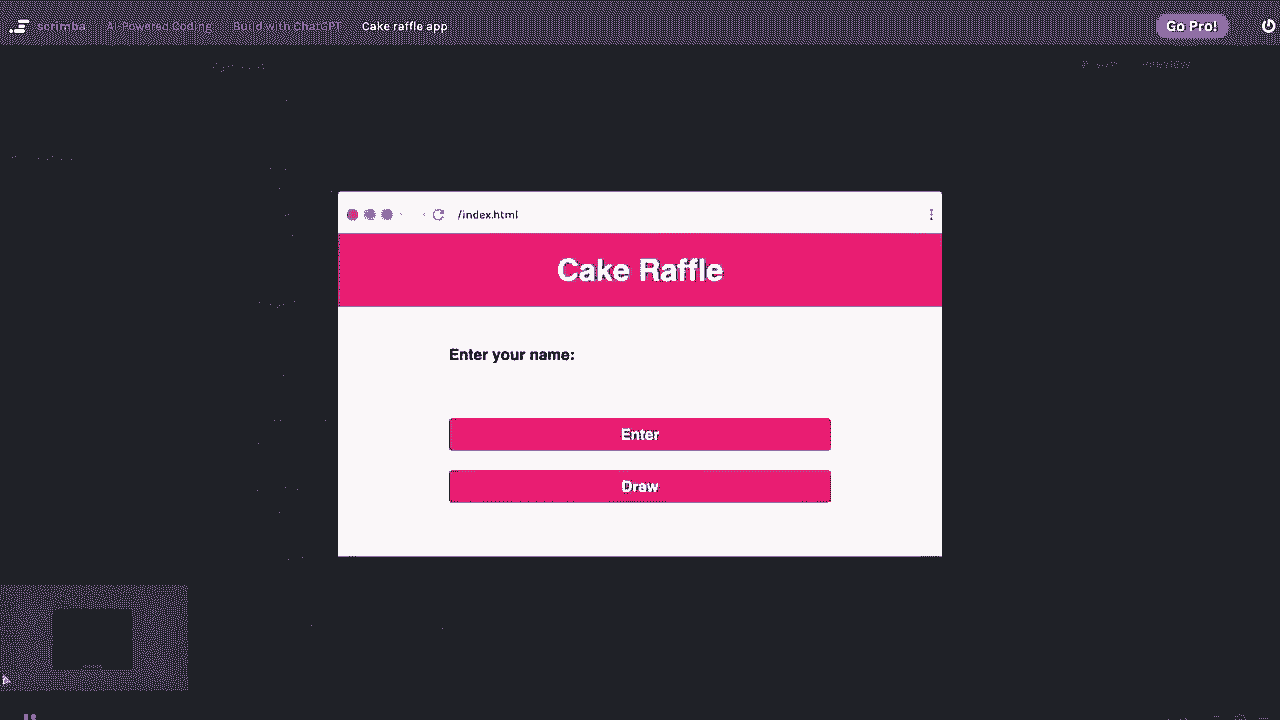 scrimba AI-Powered Coding Build with ChatGPT Cake raffle app Go Pro!
/index.html
Cake Raffle
Enter your name:
Enter
Draw